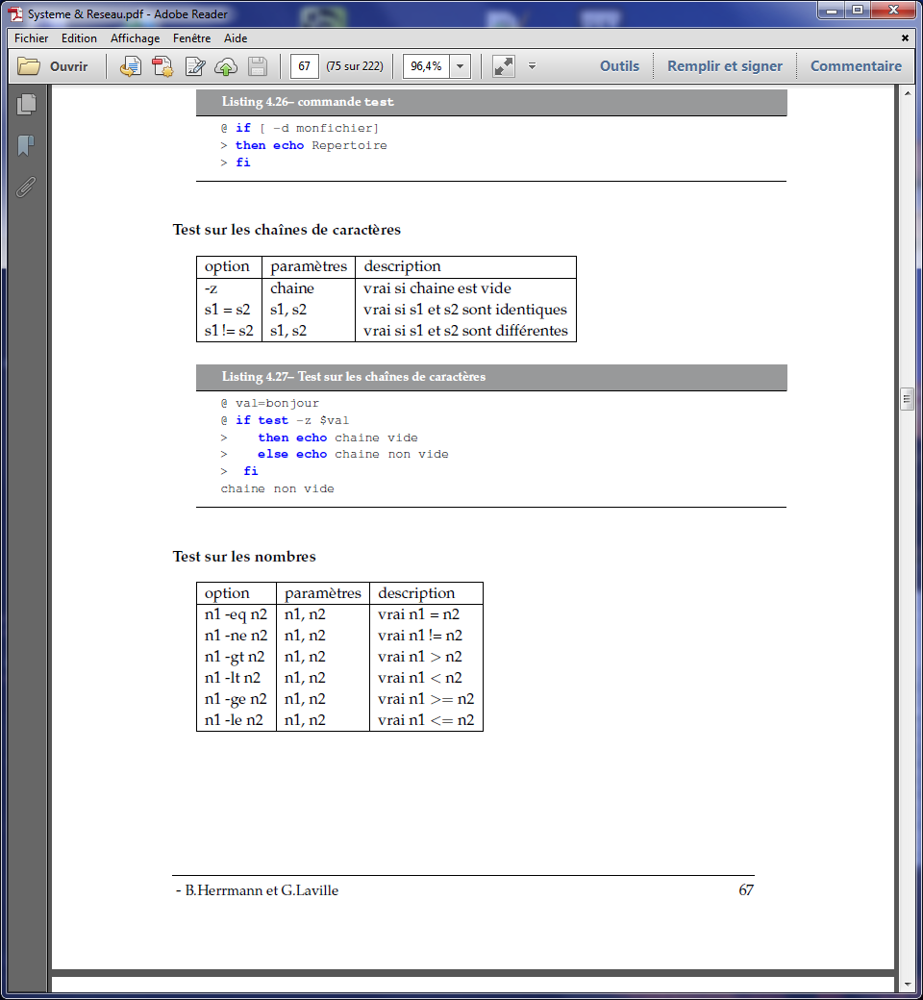 Systeme & Reseau.pdf - Adobe Reader
Fichier Edition Affichage Fenêtre Aide
Ouvrir 67 (75 sur 222) 96,4% Outils Remplir et signer Commentaire
Listing 4.26– commande test
@ if [ -d monfichier]
> then echo Repertoire
> fi
Test sur les chaînes de caractères
option paramètres description
-z chaine vrai si chaine est vide
s1 = s2 s1, s2 vrai si s1 et s2 sont identiques
s1 != s2 s1, s2 vrai si s1 et s2 sont différentes
Listing 4.27– Test sur les chaînes de caractères
@ val=bonjour
@ if test -z $val
> then echo chaine vide
> else echo chaine non vide
> fi
chaine non vide
Test sur les nombres
option paramètres description
n1 -eq n2 n1, n2 vrai n1 = n2
n1 -ne n2 n1, n2 vrai n1 != n2
n1 -gt n2 n1, n2 vrai n1 > n2
n1 -lt n2 n1, n2 vrai n1 < n2
n1 -ge n2 n1, n2 vrai n1 >= n2
n1 -le n2 n1, n2 vrai n1 <= n2
- B.Herrmann et G.Laville 67